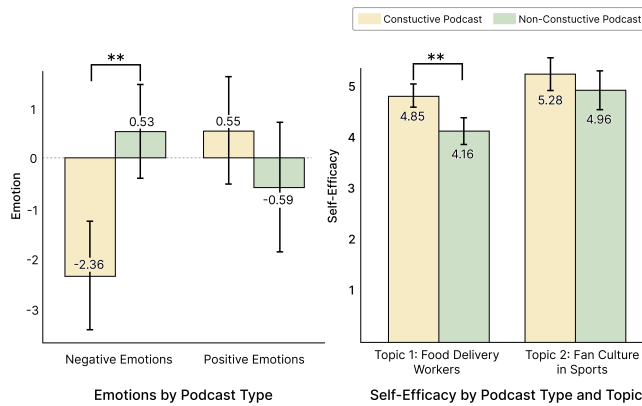 Constuctive Podcast
Non-Constuctive Podcast
**
0.53
0.55
-0.59
-2.36
1
0
-1
-2
-3
Emotion
Negative Emotions
Positive Emotions
Emotions by Podcast Type
**
4.85
4.16
5.28
4.96
5
4
3
2
1
Self-Efficacy
Topic 1: Food Delivery
Workers
Topic 2: Fan Culture
in Sports
Self-Efficacy by Podcast Type and Topic